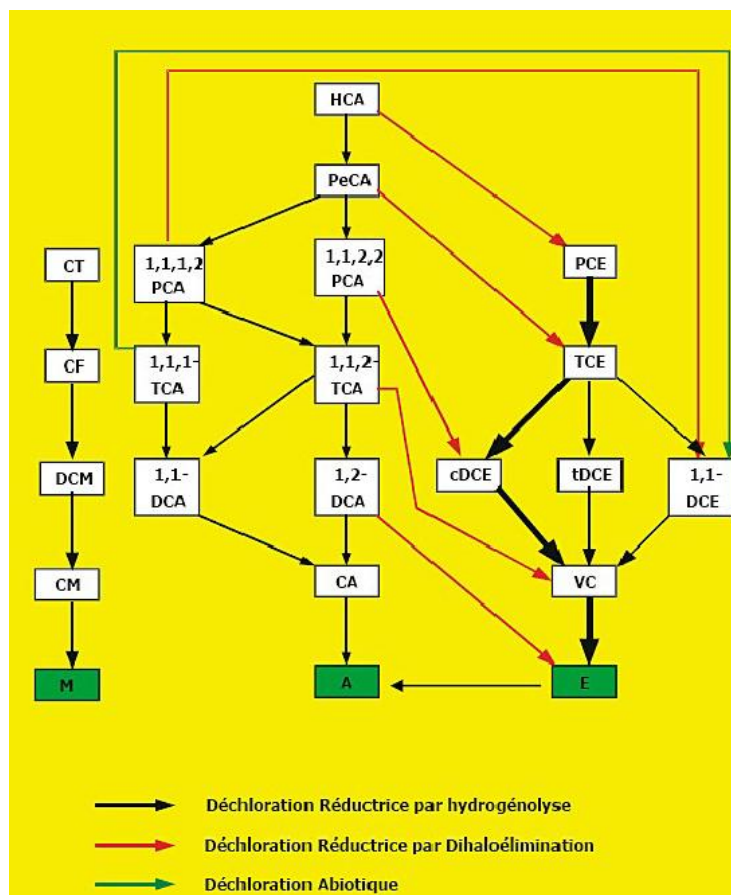 HCA
PeCA
CT
1,1,1,2
PCA
1,1,2,2
PCA
PCE
CF
1,1,1-
TCA
1,1,2-
TCA
TCE
DCM
1,1-
DCA
1,2-
DCA
cDCE
tDCE
1,1-
DCE
CM
CA
VC
M
A
E
Déchloration Réductrice par hydrogénolyse
Déchloration Réductrice par Dihaloélimination
Déchloration Abiotique